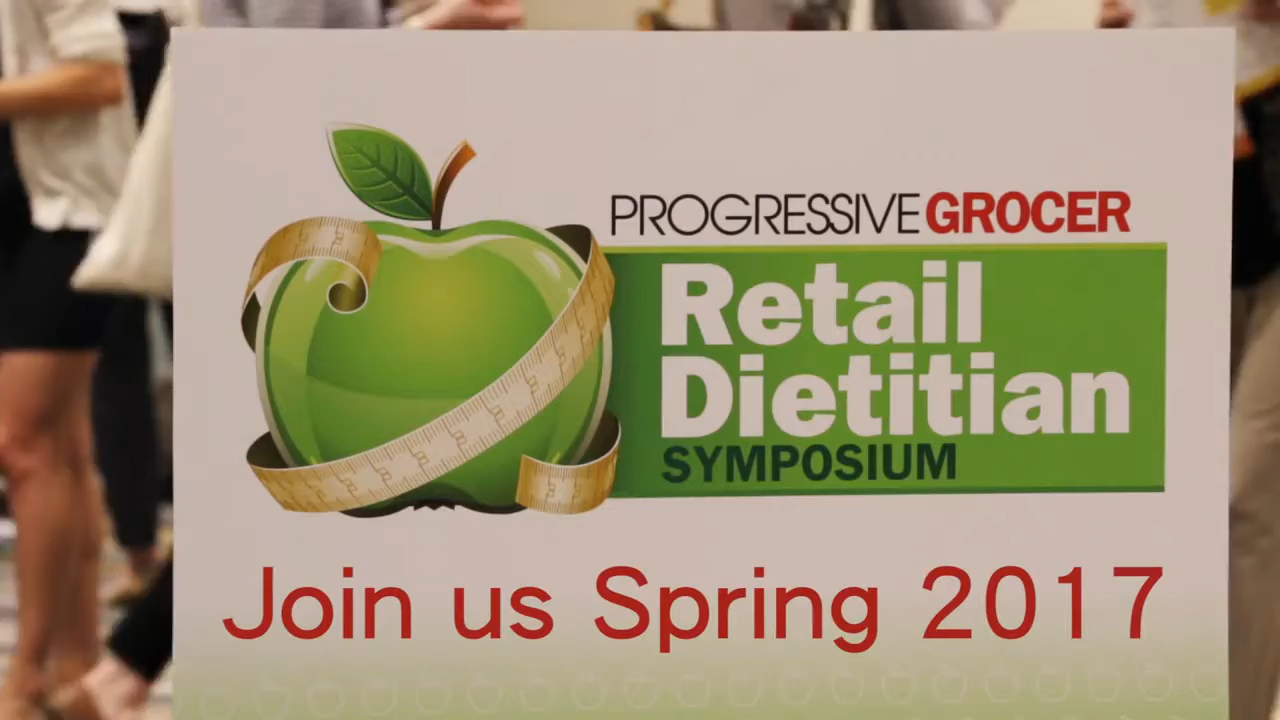 PROGRESSIVE GROCER
Retail
Dietitian
SYMPOSIUM
Join us Spring 2017